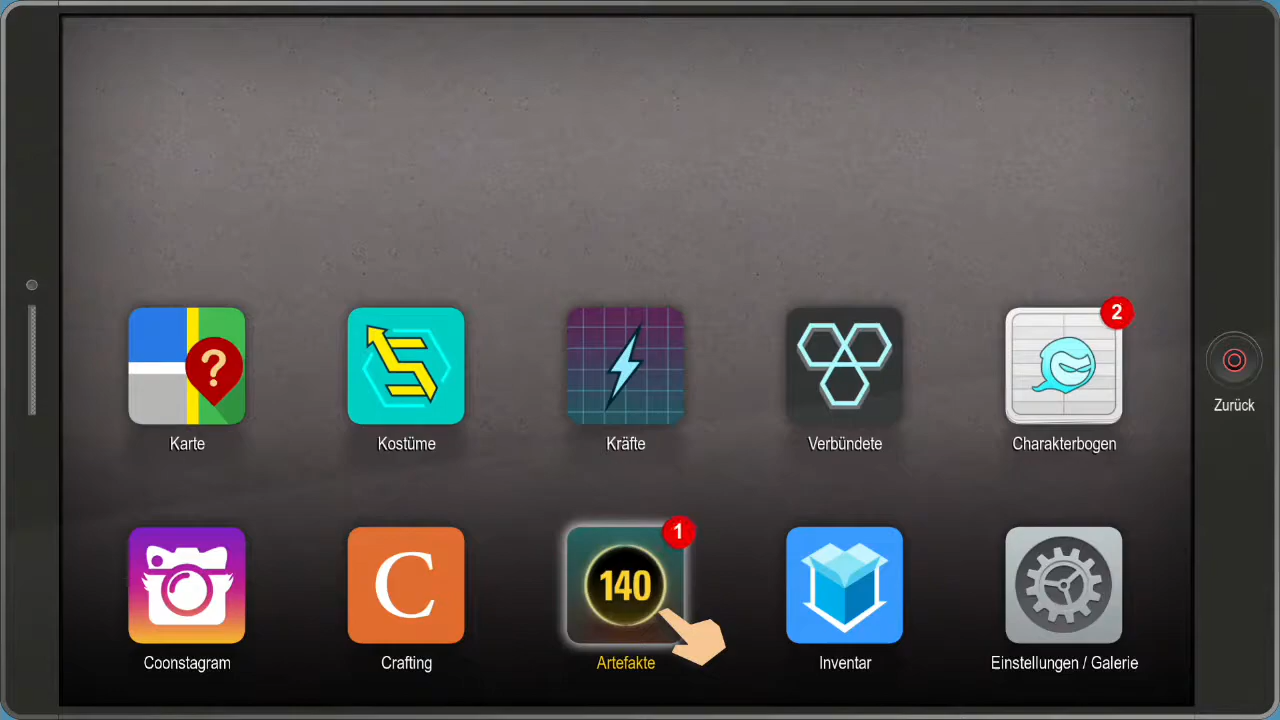 2
?
Zurück
Karte
Kostüme
Kräfte
Verbündete
Charakterbogen
1
C
140
Coonstagram
Crafting
Artefakte
Inventar
Einstellungen / Galerie